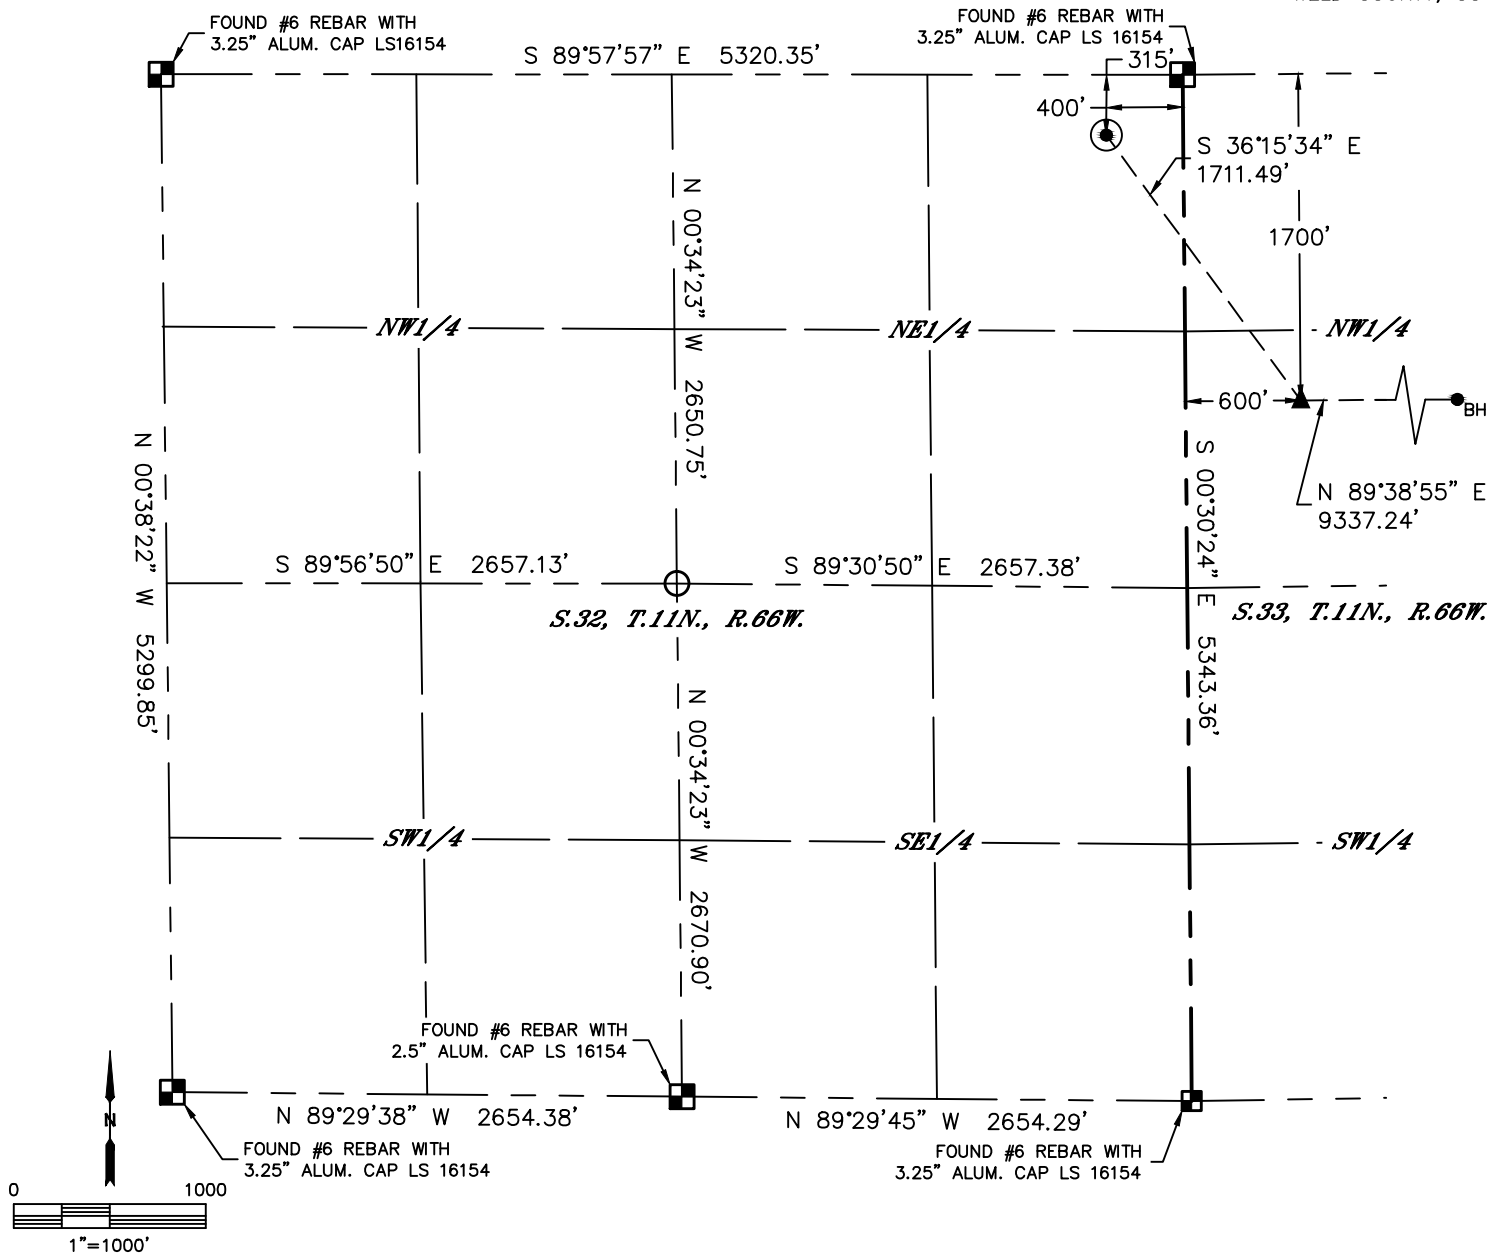 FOUND #6 REBAR WITH
3.25" ALUM. CAP LS16154
S 89°57'57" E 5320.35'
FOUND #6 REBAR WITH
3.25" ALUM. CAP LS 16154
315'
400'
S 36°15'34" E
1711.49'
1700'
N 00°34'23" W 2650.75'
NW1/4
NE1/4
NW1/4
600'
BH
N 89°38'55" E
9337.24'
N 00°38'22" W 5299.85'
S 00°30'24" E 5343.36'
S 89°56'50" E 2657.13'
S 89°30'50" E 2657.38'
S.32, T.11N., R.66W.
S.33, T.11N., R.66W.
N 00°34'23" W 2670.90'
SW1/4
SE1/4
SW1/4
FOUND #6 REBAR WITH
2.5" ALUM. CAP LS 16154
N 89°29'38" W 2654.38'
N 89°29'45" W 2654.29'
N
FOUND #6 REBAR WITH
3.25" ALUM. CAP LS 16154
FOUND #6 REBAR WITH
3.25" ALUM. CAP LS 16154
0 1000
1"=1000'